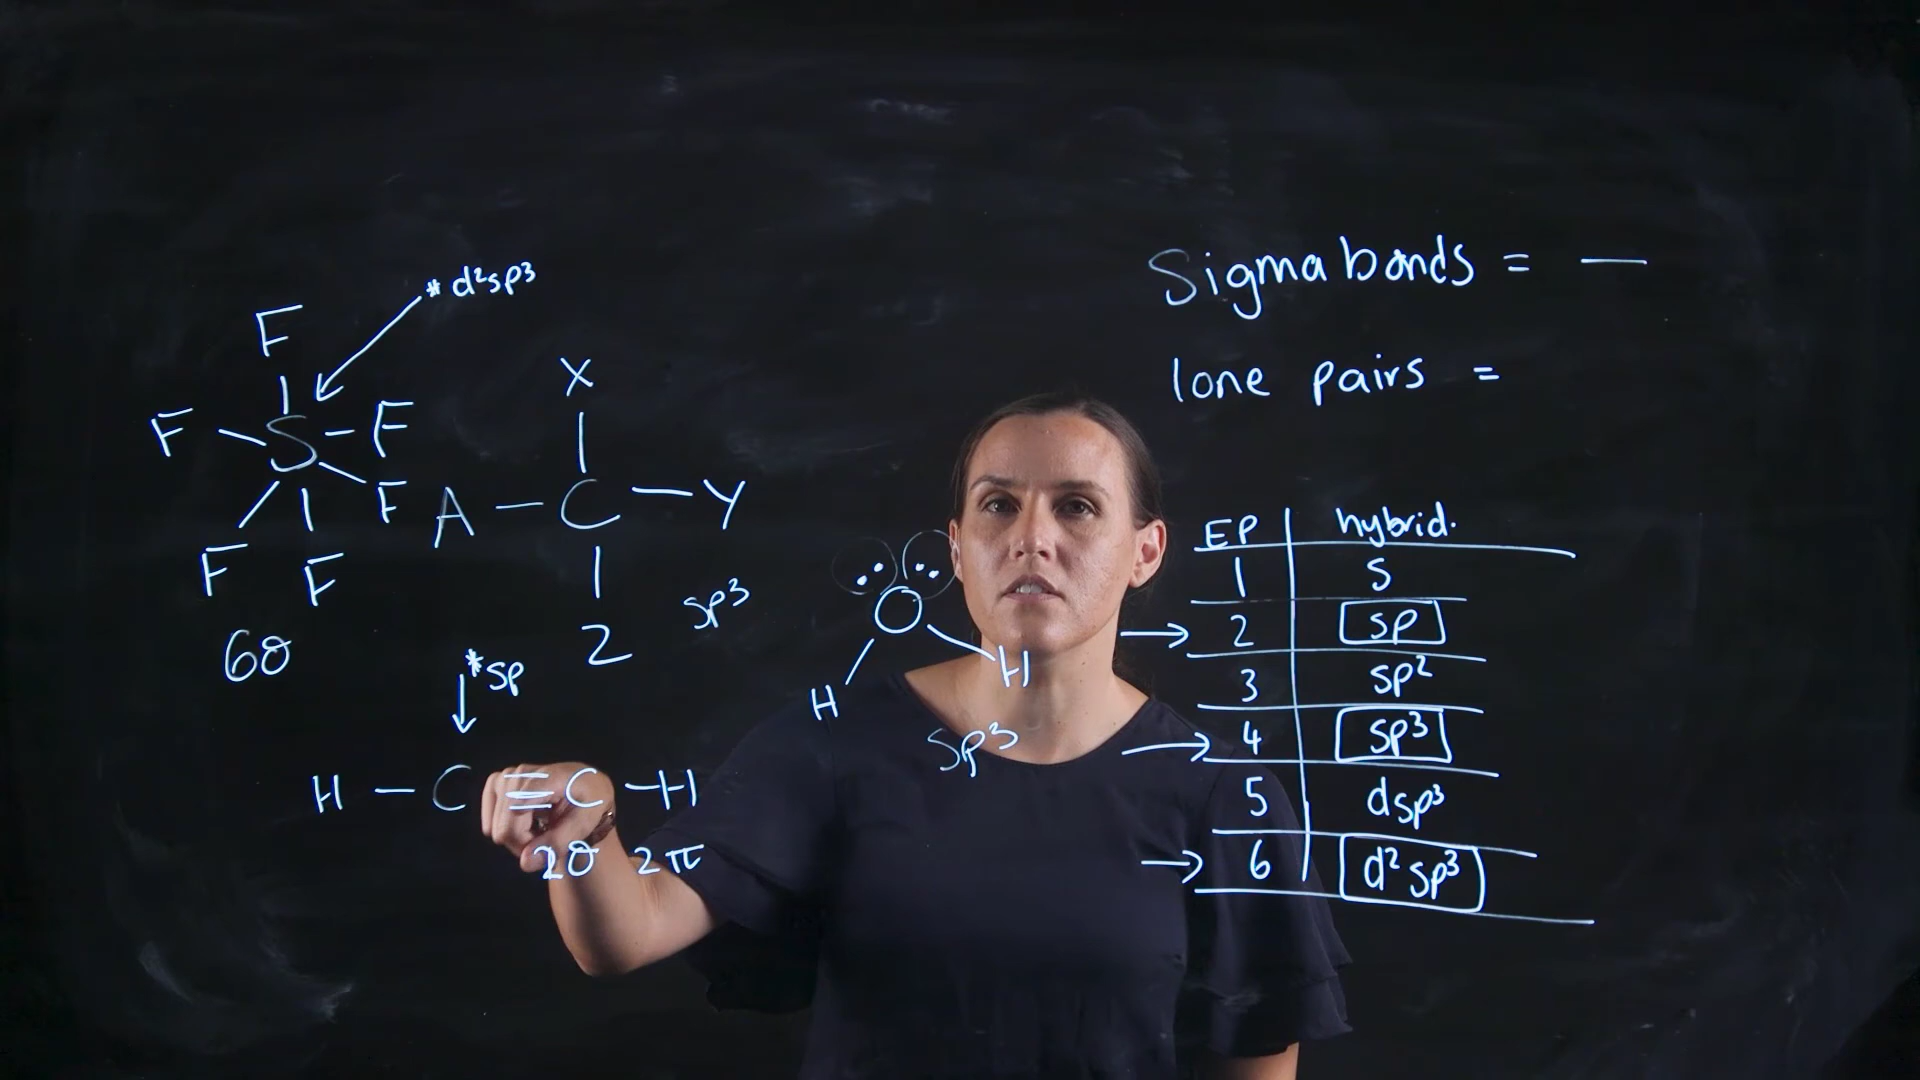 Sigma bonds = —
lone pairs =
* d²sp³
F
F – S – F
F
F F
6σ
X
A — C — Y
Z
sp³
O
H H
sp³
*sp
H — C ≡ C – H
2σ 2π
EP hybrid.
1 s
→ 2 sp
3 sp²
→ 4 sp³
5 dsp³
→ 6 d²sp³